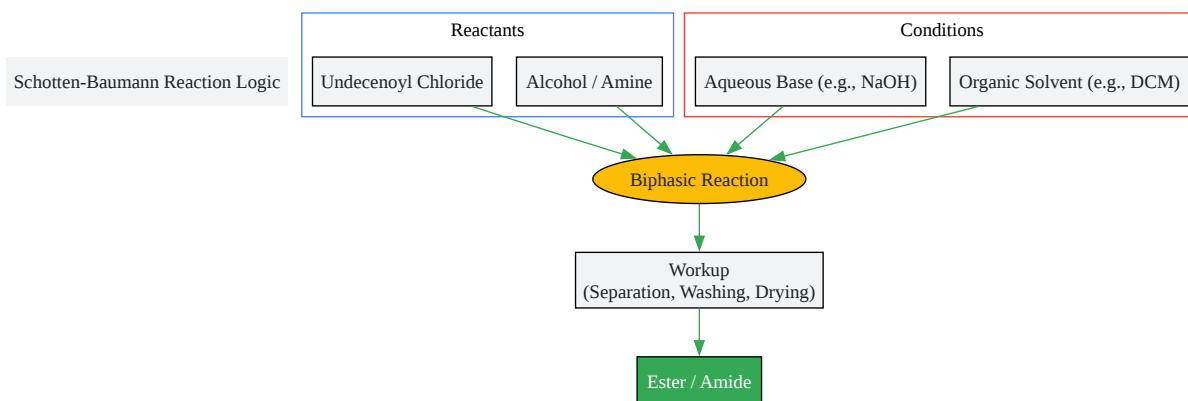 Reactants
Conditions
Schotten-Baumann Reaction Logic
Undecenoyl Chloride
Alcohol / Amine
Aqueous Base (e.g., NaOH)
Organic Solvent (e.g., DCM)
Biphasic Reaction
Workup
(Separation, Washing, Drying)
Ester / Amide